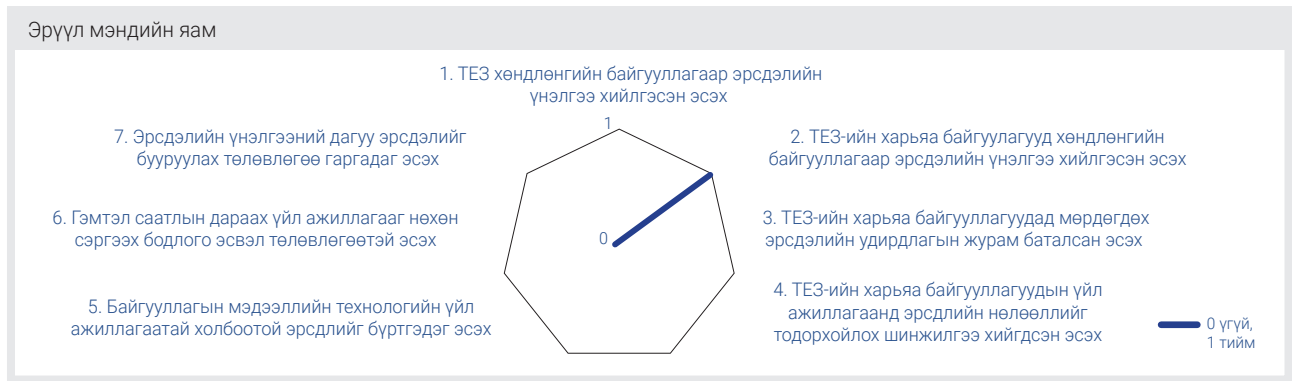 Эрүүл мэндийн яам
1. ТЕЗ хөндлөнгийн байгууллагаар эрсдэлийн
үнэлгээ хийлгэсэн эсэх
1
7. Эрсдэлийн үнэлгээний дагуу эрсдэлийг
бууруулах төлөвлөгөө гаргадаг эсэх
2. ТЕЗ-ийн харьяа байгуулагууд хөндлөнгийн
байгууллагаар эрсдэлийн үнэлгээ хийлгэсэн эсэх
6. Гэмтэл саатлын дараах үйл ажиллагааг нөхөн
сэргээх бодлого эсвэл төлөвлөгөөтэй эсэх
0
3. ТЕЗ-ийн харьяа байгууллагуудад мөрдөгдөх
эрсдэлийн удирдлагын журам баталсан эсэх
5. Байгууллагын мэдээллийн технологийн үйл
ажиллагаатай холбоотой эрсдлийг бүртгэдэг эсэх
4. ТЕЗ-ийн харьяа байгууллагуудын үйл
ажиллагаанд эрсдлийн нөлөөллийг
тодорхойлох шинжилгээ хийгдсэн эсэх
0 үгүй,
1 тийм